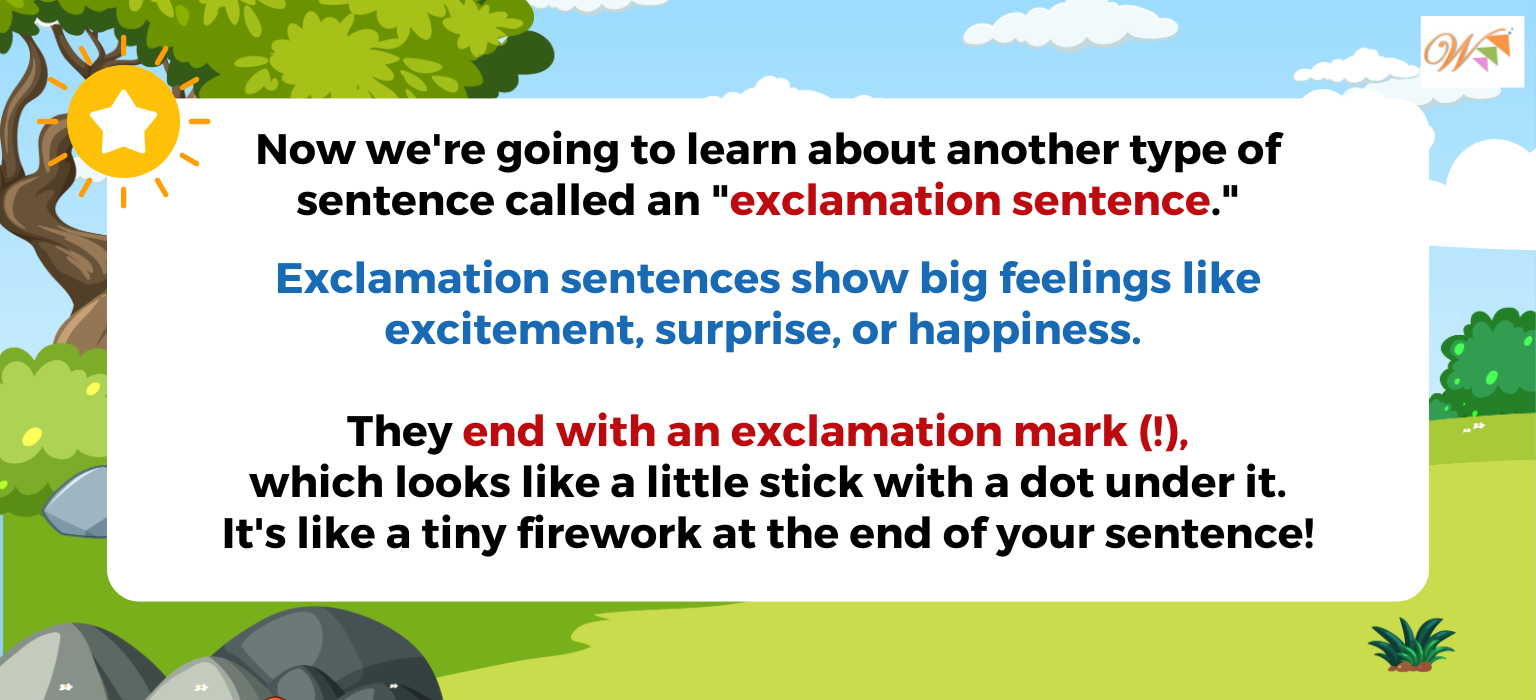 W
Now we're going to learn about another type of
sentence called an "exclamation sentence."
Exclamation sentences show big feelings like
excitement, surprise, or happiness.
They end with an exclamation mark (!),
which looks like a little stick with a dot under it.
It's like a tiny firework at the end of your sentence!